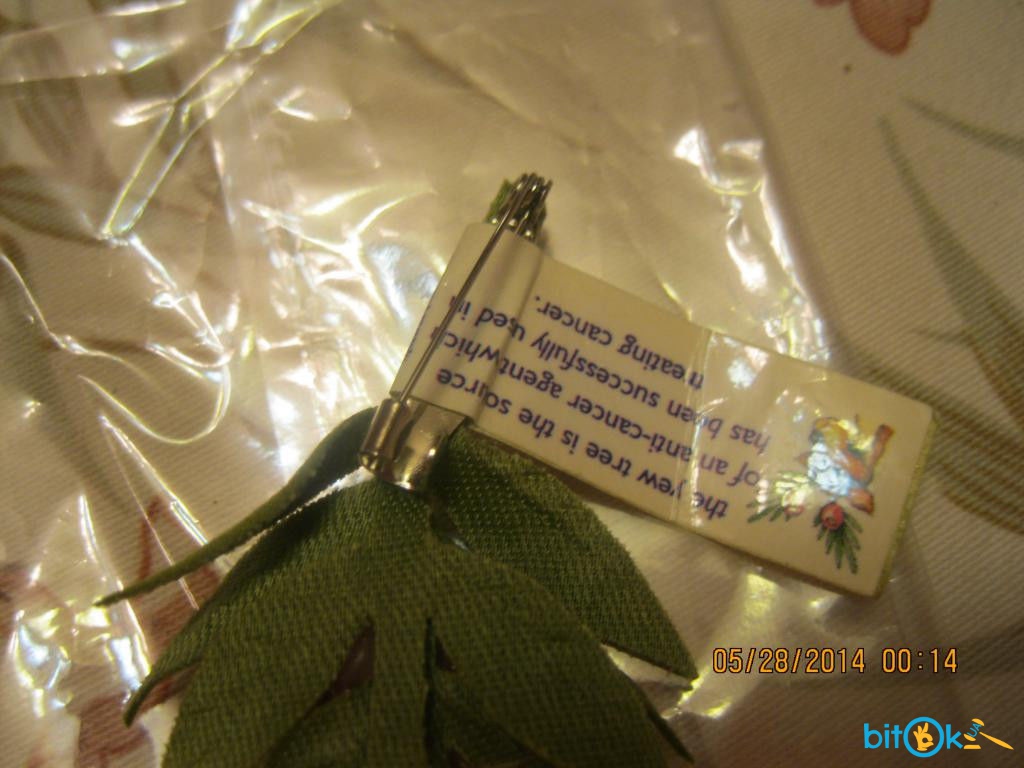 the yew tree is the source
of an anti-cancer agent which
has been successfully used in
treating cancer.
05/28/2014 00:14
bitok
UA